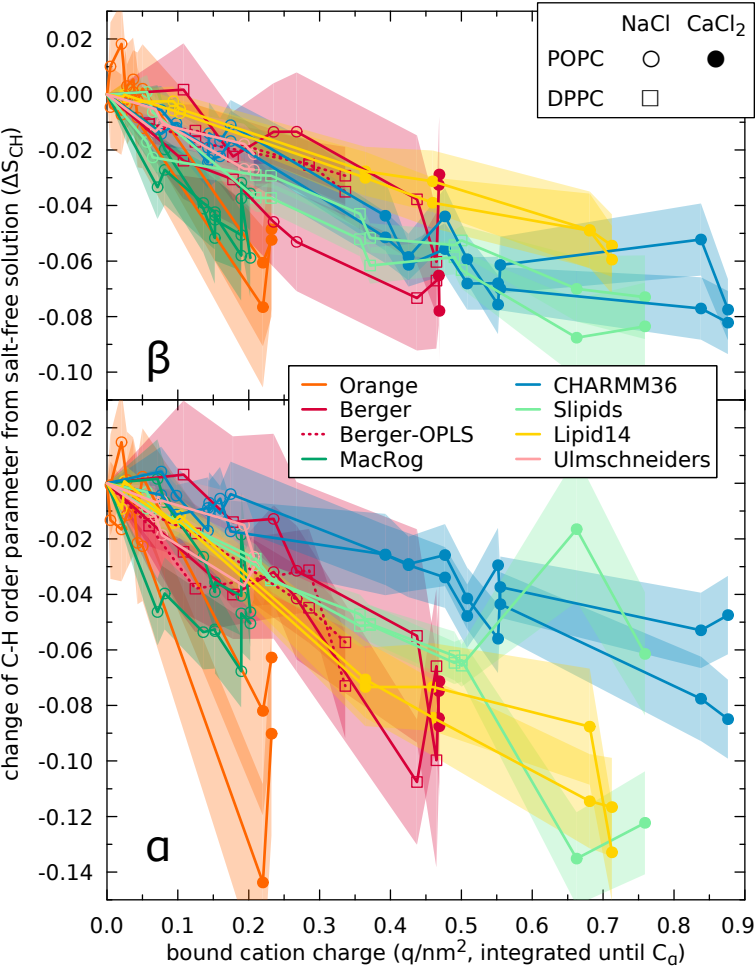 NaCl CaCl2
POPC
DPPC
0.02
0.00
-0.02
-0.04
-0.06
-0.08
-0.10
β
Orange CHARMM36
Berger Slipids
Berger-OPLS Lipid14
MacRog Ulmschneiders
0.02
0.00
-0.02
-0.04
-0.06
-0.08
-0.10
-0.12
-0.14
α
change of C-H order parameter from salt-free solution (ΔSCH)
0.0 0.1 0.2 0.3 0.4 0.5 0.6 0.7 0.8 0.9
bound cation charge (q/nm2, integrated until Cα)